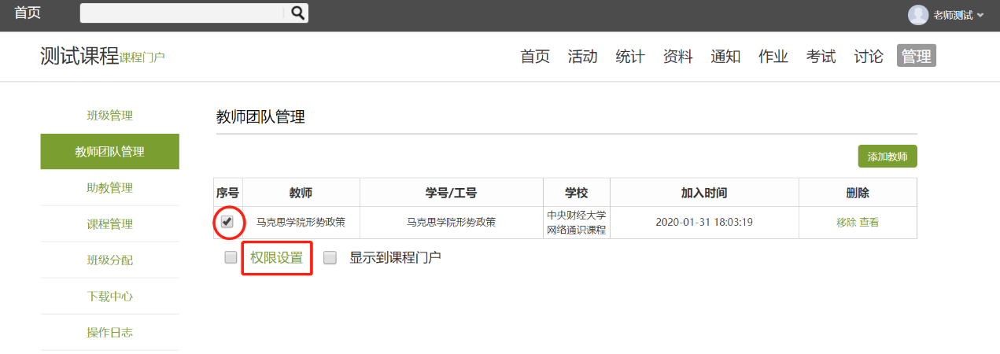 首页
老师测试
测试课程 课程门户
首页 活动 统计 资料 通知 作业 考试 讨论 管理
班级管理
教师团队管理
助教管理
课程管理
班级分配
下载中心
操作日志
教师团队管理
添加教师
序号 教师 学号/工号 学校 加入时间 删除
马克思学院形势政策 马克思学院形势政策 中央财经大学
网络通识课程 2020-01-31 18:03:19 移除 查看
权限设置 显示到课程门户